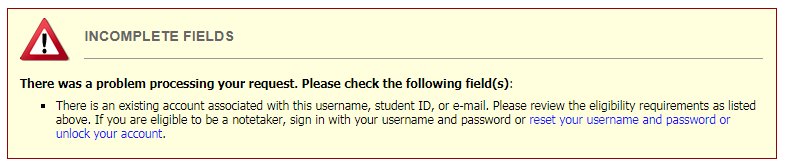 INCOMPLETE FIELDS
There was a problem processing your request. Please check the following field(s):
There is an existing account associated with this username, student ID, or e-mail. Please review the eligibility requirements as listed
above. If you are eligible to be a notetaker, sign in with your username and password or reset your username and password or
unlock your account.